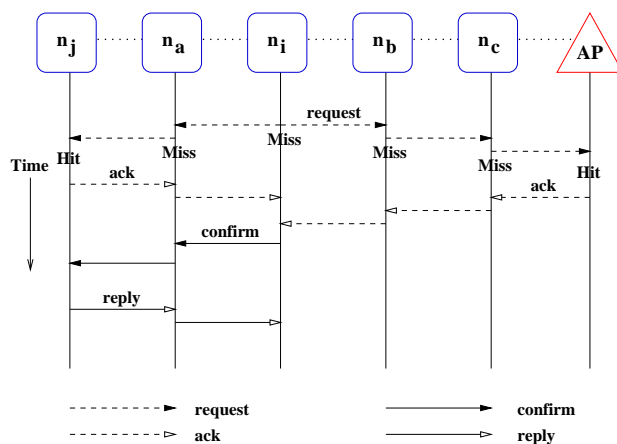 n_j n_a n_i n_b n_c AP
request
Hit Miss Miss Miss Miss Hit
Time
ack ack
confirm
reply
request confirm
ack reply